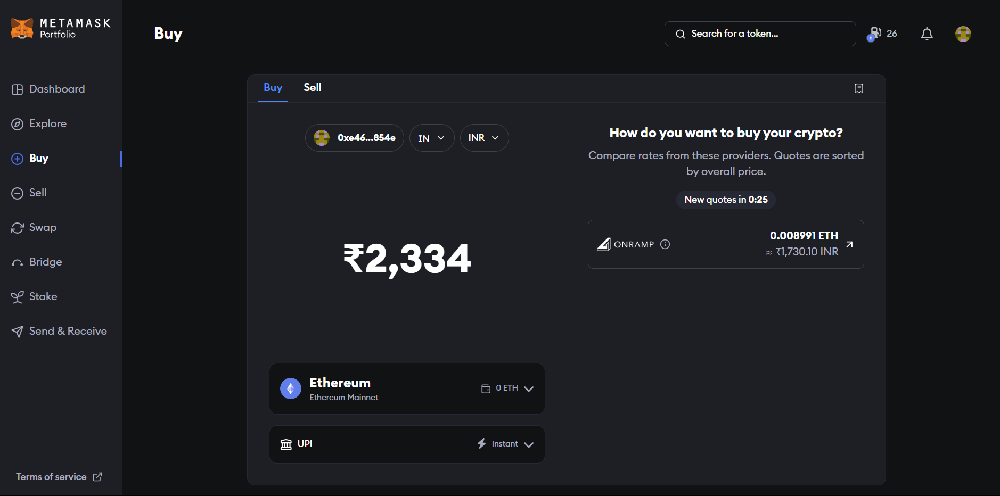 METAMASK
Portfolio
Dashboard
Explore
Buy
Sell
Swap
Bridge
Stake
Send & Receive
Terms of service
Buy
Search for a token...
26
Buy
Sell
0xe46...854e
IN
INR
₹2,334
Ethereum
Ethereum Mainnet
0 ETH
UPI
Instant
How do you want to buy your crypto?
Compare rates from these providers. Quotes are sorted
by overall price.
New quotes in 0:25
ONRAMP
0.008991 ETH
≈ ₹1,730.10 INR